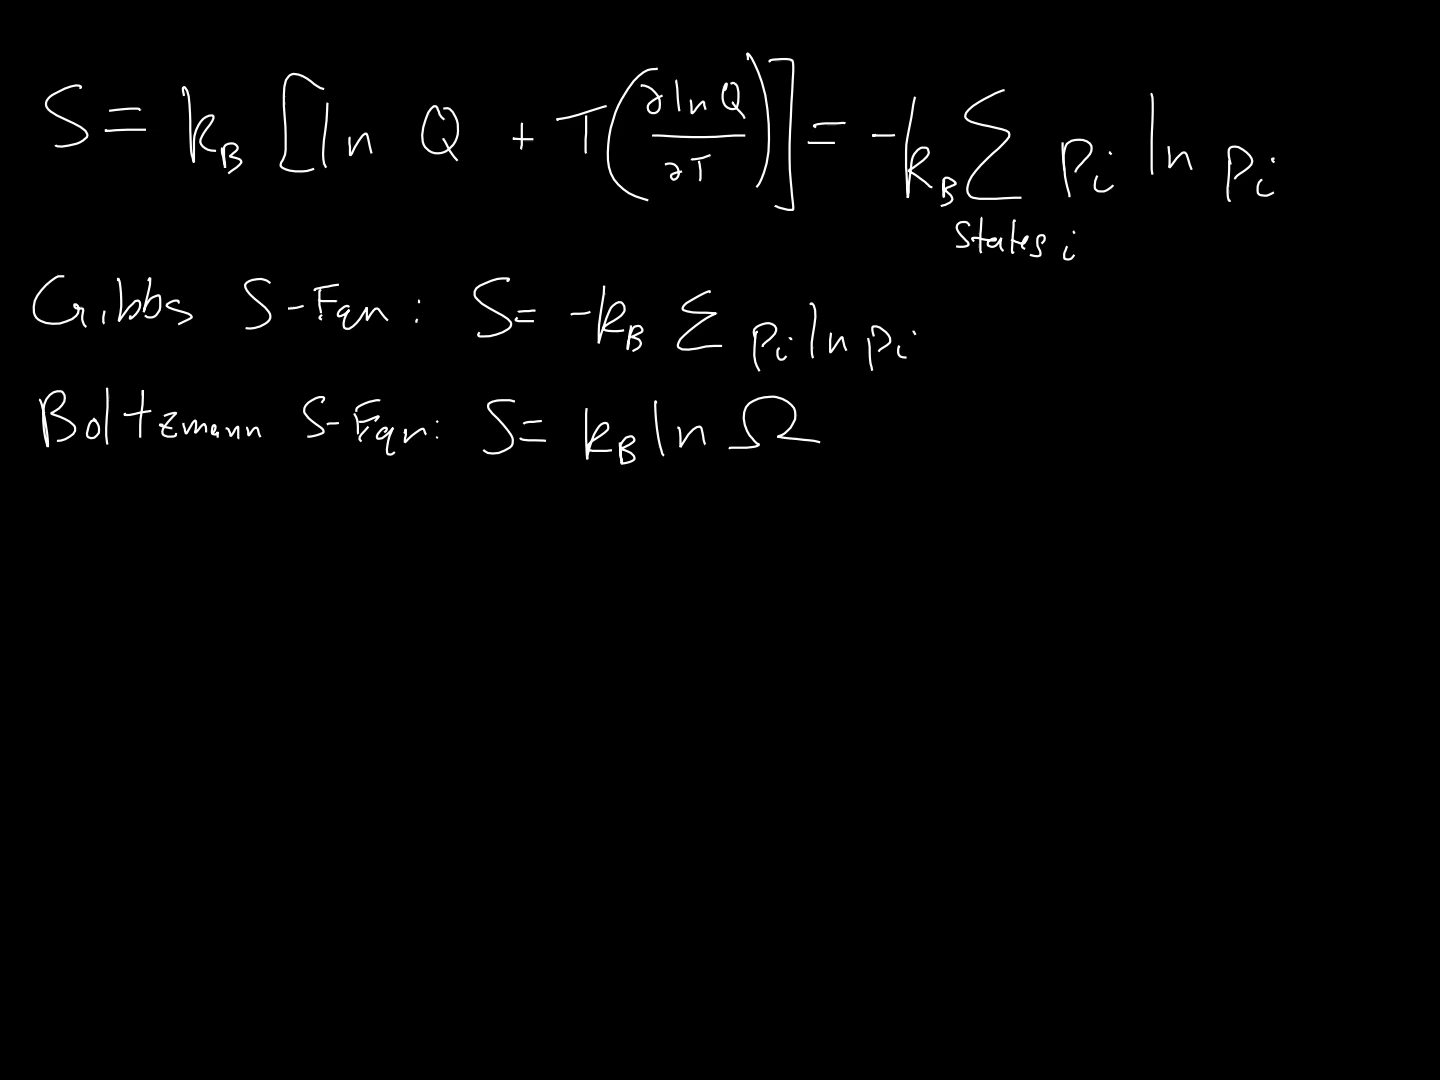 S = k_B [ln Q + T(∂ ln Q / ∂T)] = -k_B Σ p_i ln p_i
states i
Gibbs S-Eqn: S = -k_B Σ p_i ln p_i
Boltzmann S-Eqn: S = k_B ln Ω